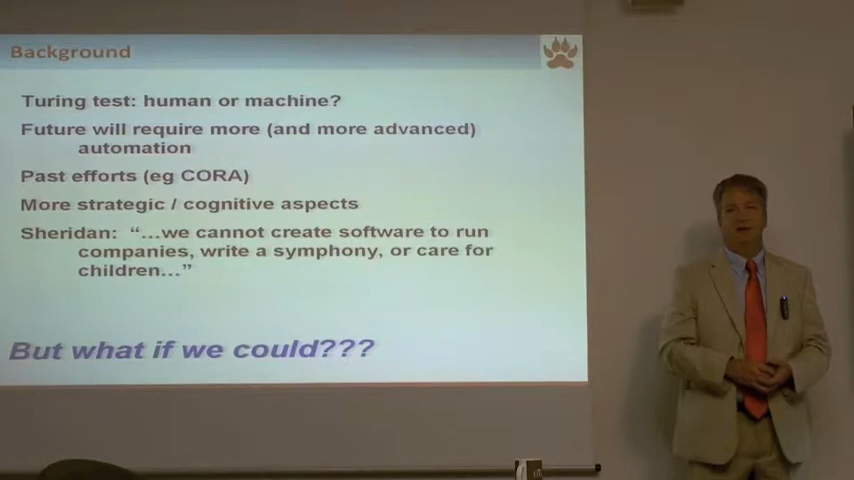 Background
Turing test: human or machine?
Future will require more (and more advanced)
automation
Past efforts (eg CORA)
More strategic / cognitive aspects
Sheridan: “…we cannot create software to run
companies, write a symphony, or care for
children…”
But what if we could???